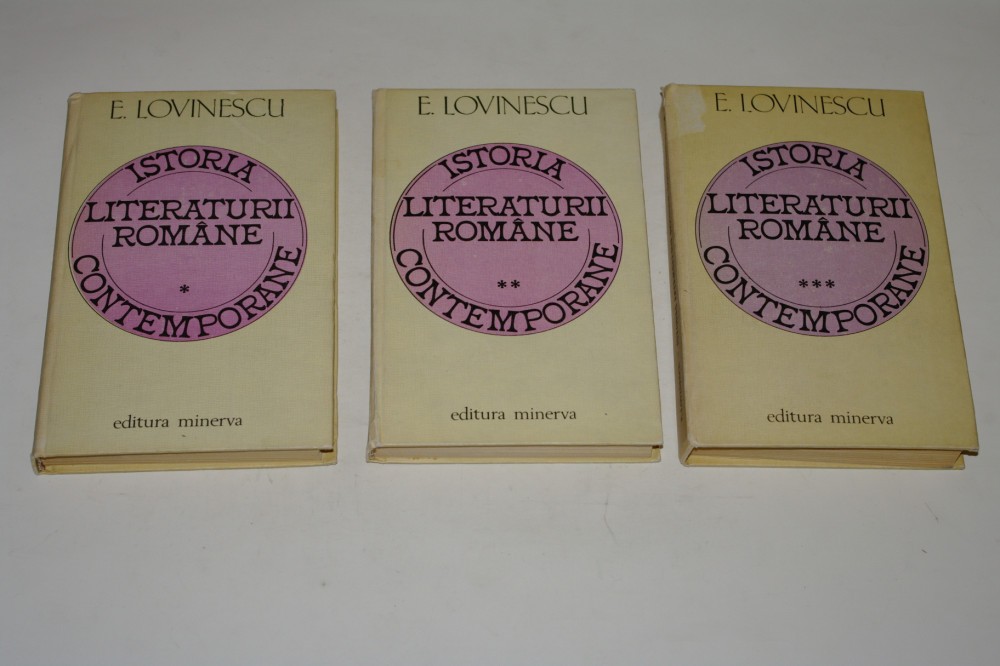 E. LOVINESCU
ISTORIA
LITERATURII
ROMÂNE
CONTEMPORANE
*
editura minerva
E. LOVINESCU
ISTORIA
LITERATURII
ROMÂNE
CONTEMPORANE
**
editura minerva
E. LOVINESCU
ISTORIA
LITERATURII
ROMÂNE
CONTEMPORANE
***
editura minerva